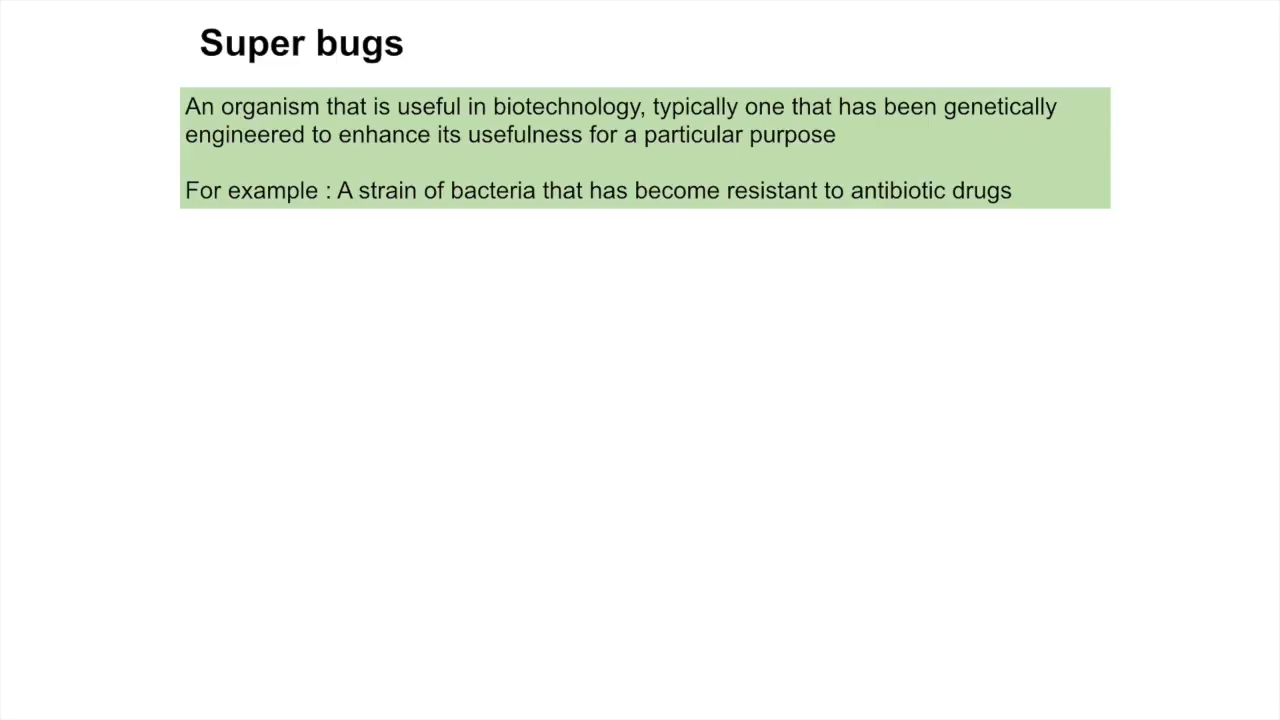 Super bugs
An organism that is useful in biotechnology, typically one that has been genetically
engineered to enhance its usefulness for a particular purpose
For example : A strain of bacteria that has become resistant to antibiotic drugs